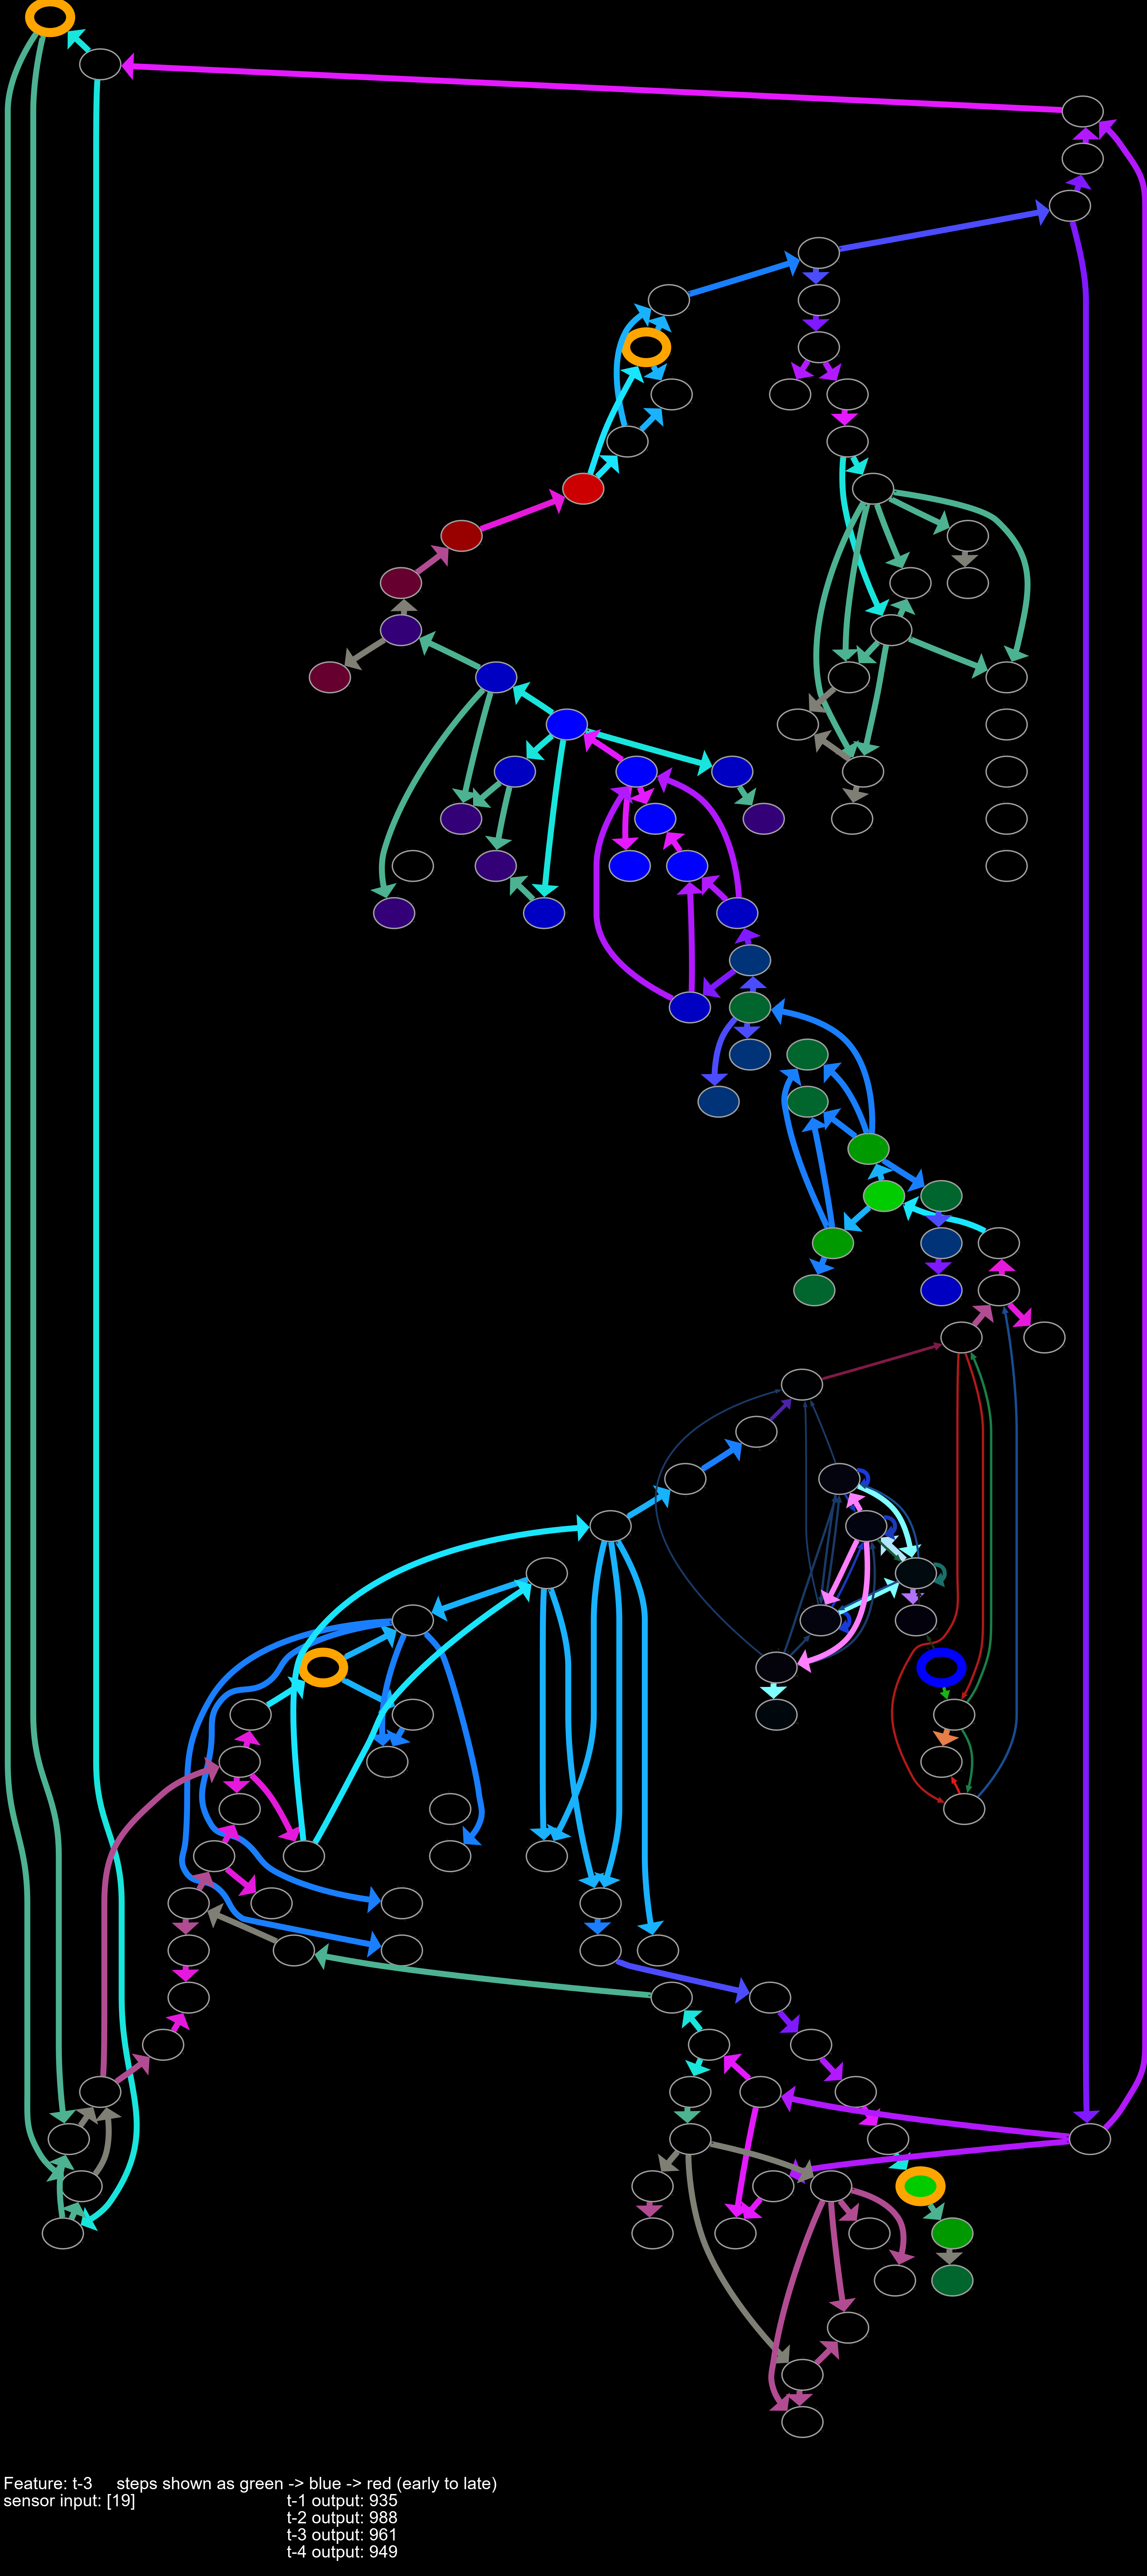 Feature: t-3     steps shown as green -> blue -> red (early to late)
sensor input: [19]     t-1 output: 935
t-2 output: 988
t-3 output: 961
t-4 output: 949